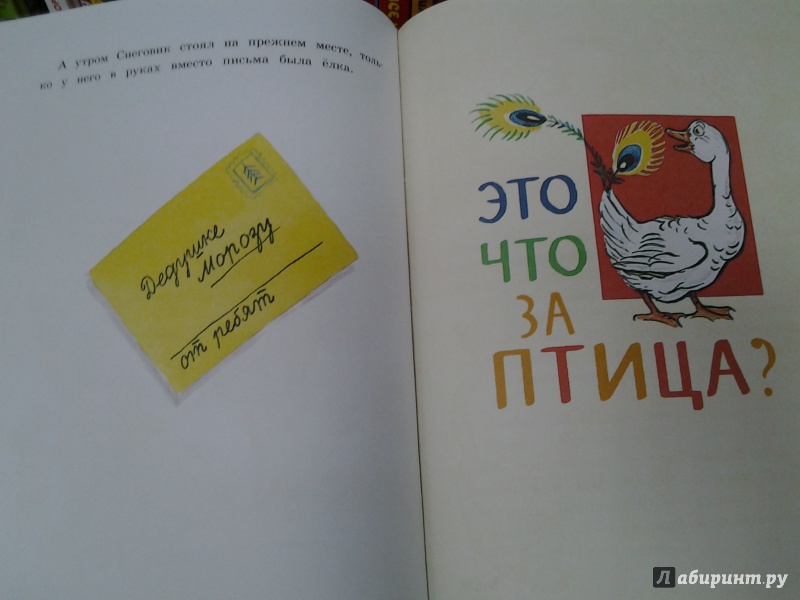 А утром Снеговик стоял на прежнем месте, толь-
ко у него в руках вместо письма была ёлка.
Дедушке
Морозу
от ребят
ЭТО
ЧТО
ЗА
ПТИЦА?
Лабиринт.ру